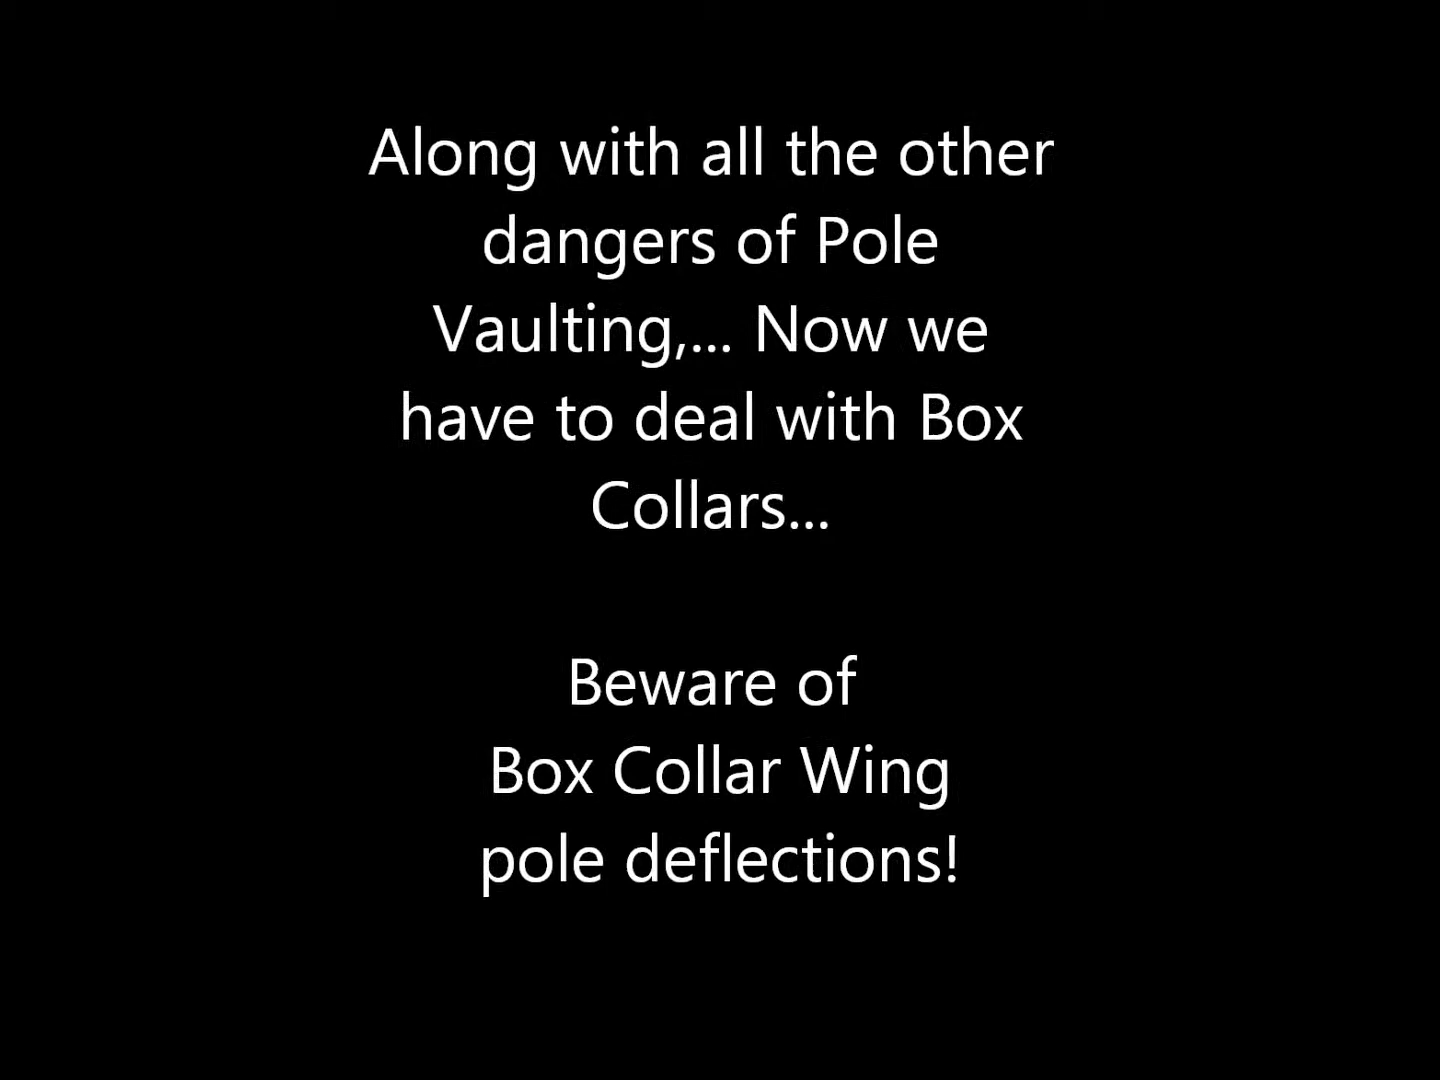 Along with all the other
dangers of Pole
Vaulting,... Now we
have to deal with Box
Collars...
Beware of
Box Collar Wing
pole deflections!